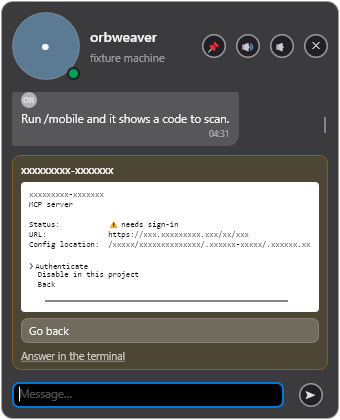 orbweaver
fixture machine
OR
Run /mobile and it shows a code to scan.
04:31
xxxxxxxxx-xxxxxxx
xxxxxxxxx-xxxxxxx
MCP server
Status: ⚠ needs sign-in
URL: https://xxx.xxxxxxxxx.xxx/xx/xxx
Config location: /xxxxx/xxxxxxxxxxxxxx/.xxxxxx-xxxxx/.xxxxxx.xx
❯ Authenticate
Disable in this project
Back
Go back
Answer in the terminal
Message...